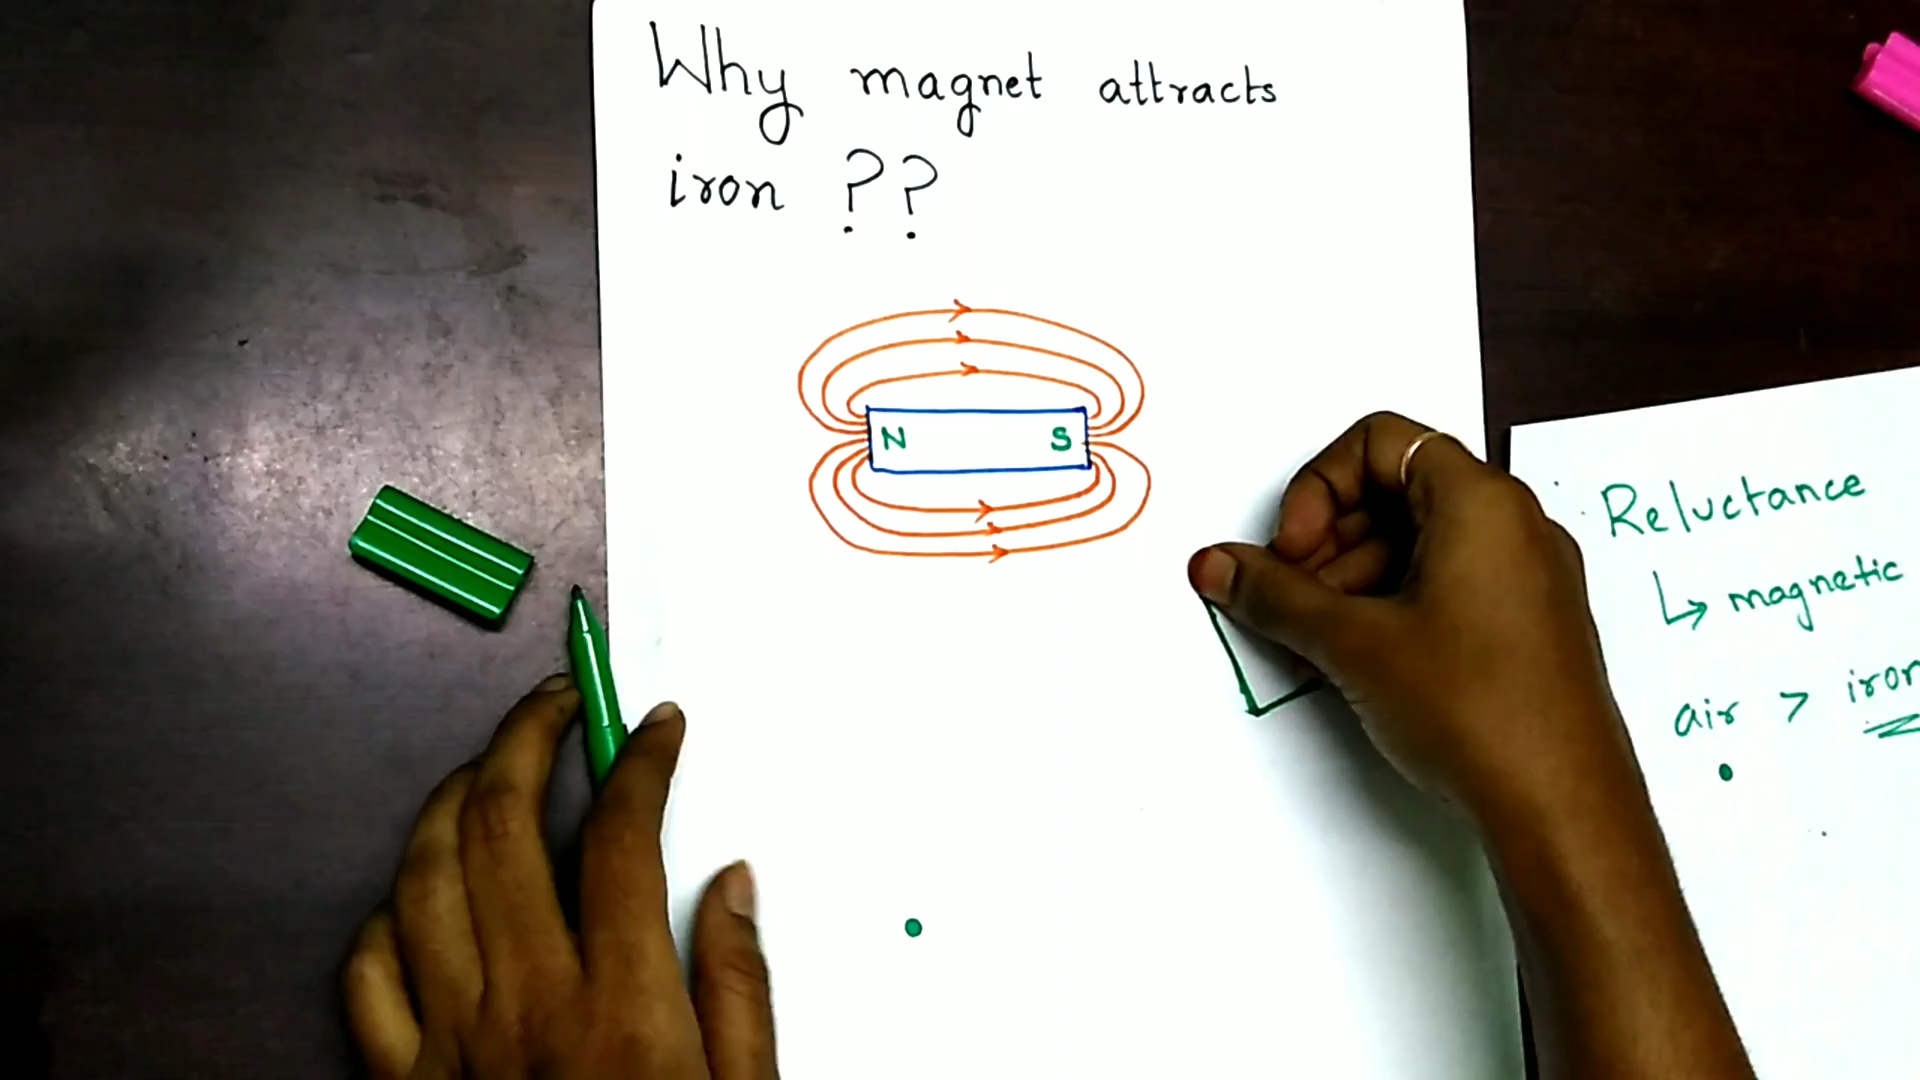 Why magnet attracts
iron ??
N S
Reluctance
↳ magnetic
air > iron